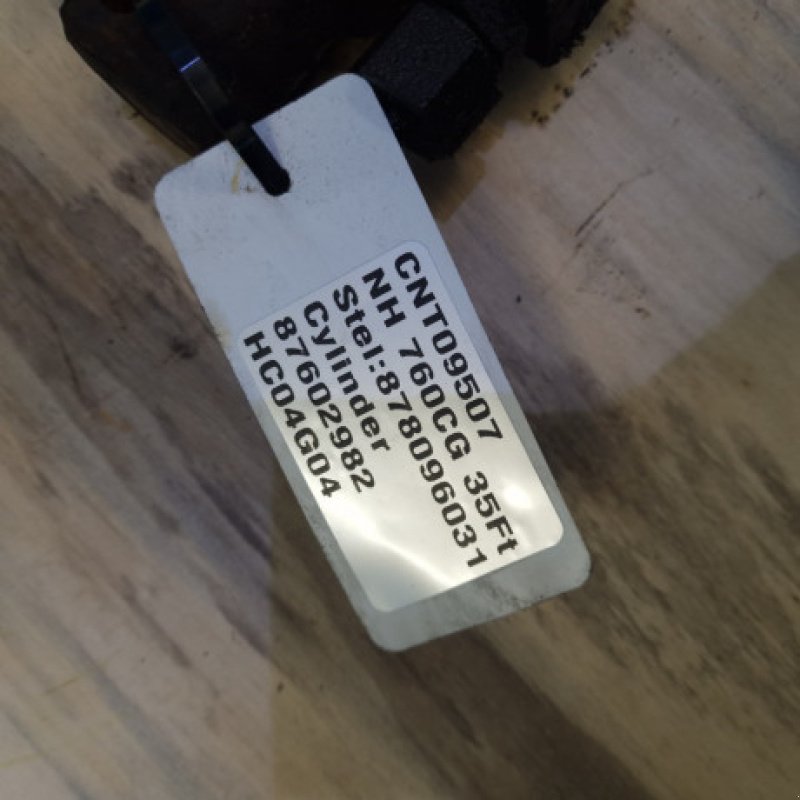 CNT09507
NH 760CG 35Ft
Stel:878096031
Cylinder
87602982
HC04G04